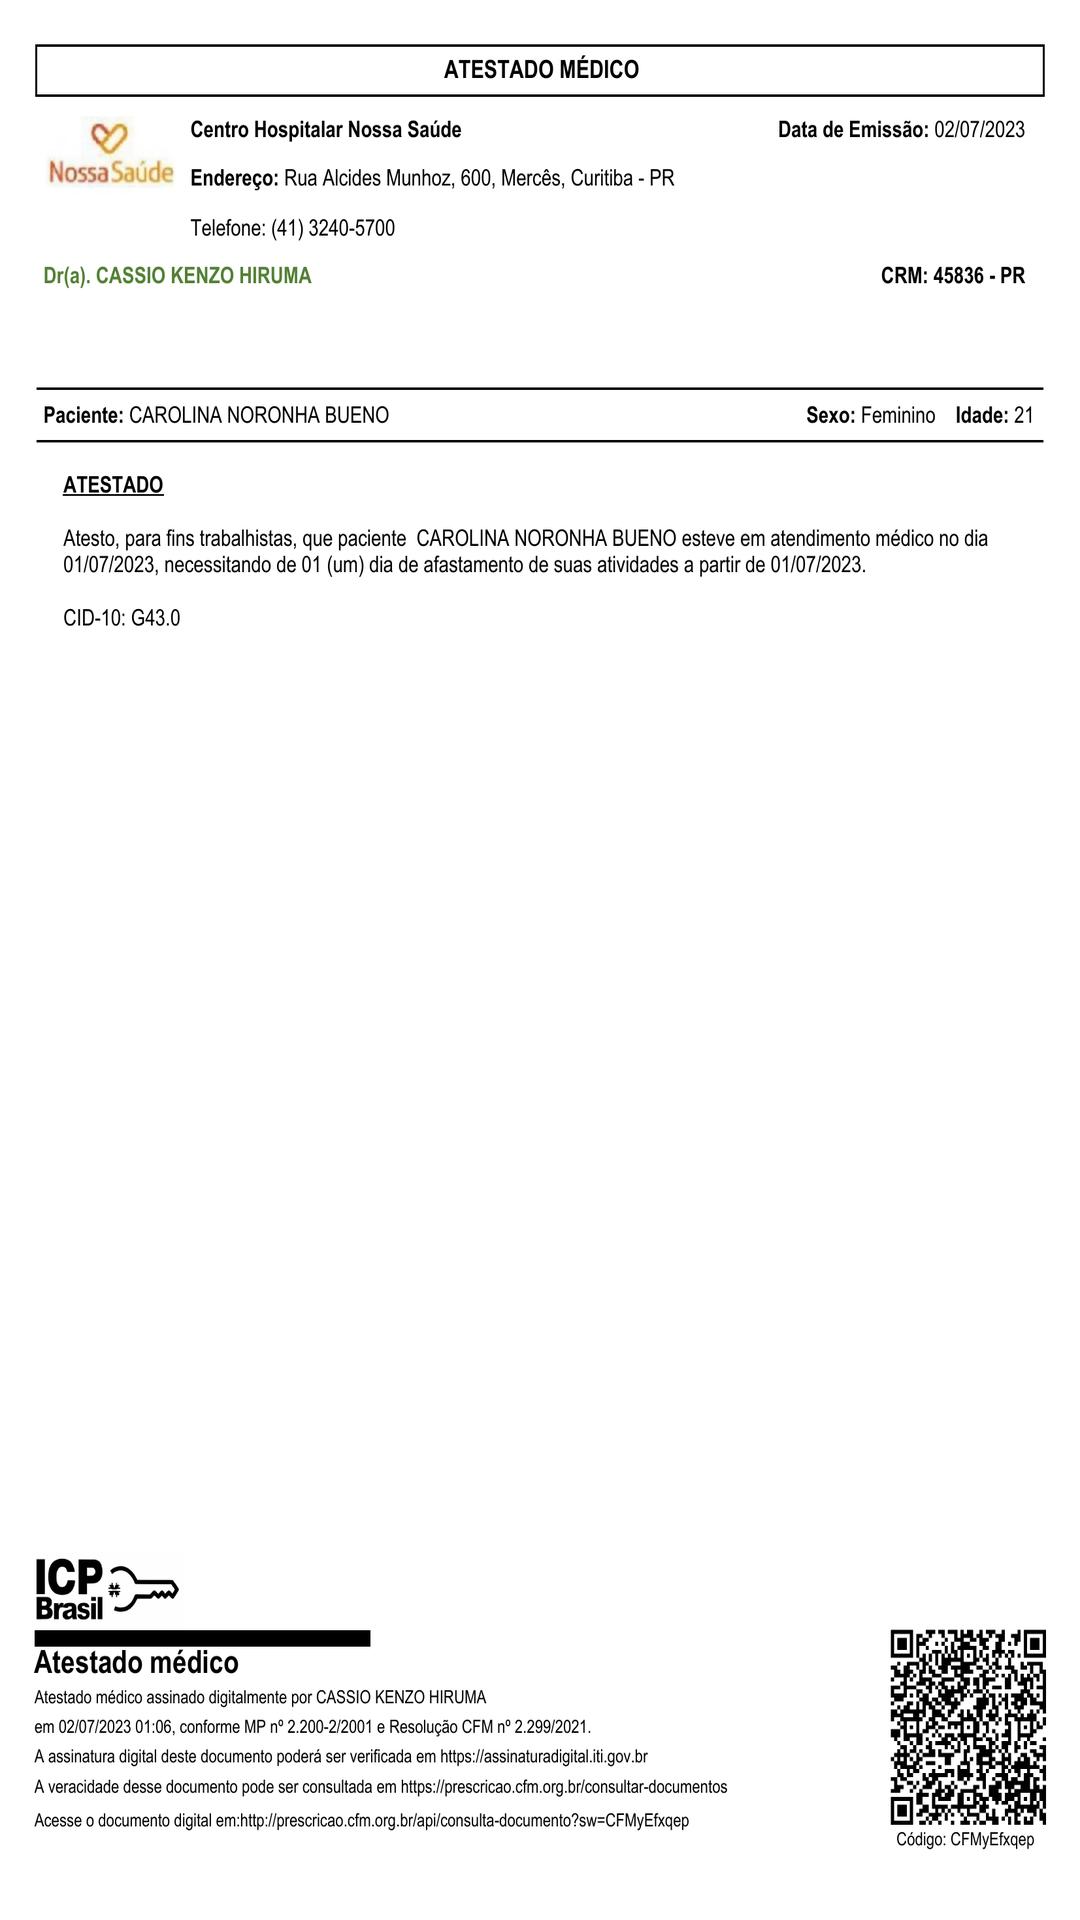 ATESTADO MÉDICO
NossaSaúde
Centro Hospitalar Nossa Saúde
Data de Emissão: 02/07/2023
Endereço: Rua Alcides Munhoz, 600, Mercês, Curitiba - PR
Telefone: (41) 3240-5700
Dr(a). CASSIO KENZO HIRUMA
CRM: 45836 - PR
Paciente: CAROLINA NORONHA BUENO
Sexo: Feminino Idade: 21
ATESTADO
Atesto, para fins trabalhistas, que paciente CAROLINA NORONHA BUENO esteve em atendimento médico no dia
01/07/2023, necessitando de 01 (um) dia de afastamento de suas atividades a partir de 01/07/2023.
CID-10: G43.0
ICP
Brasil
Atestado médico
Atestado médico assinado digitalmente por CASSIO KENZO HIRUMA
em 02/07/2023 01:06, conforme MP nº 2.200-2/2001 e Resolução CFM nº 2.299/2021.
A assinatura digital deste documento poderá ser verificada em https://assinaturadigital.iti.gov.br
A veracidade desse documento pode ser consultada em https://prescricao.cfm.org.br/consultar-documentos
Acesse o documento digital em:http://prescricao.cfm.org.br/api/consulta-documento?sw=CFMyEfxqep
Código: CFMyEfxqep